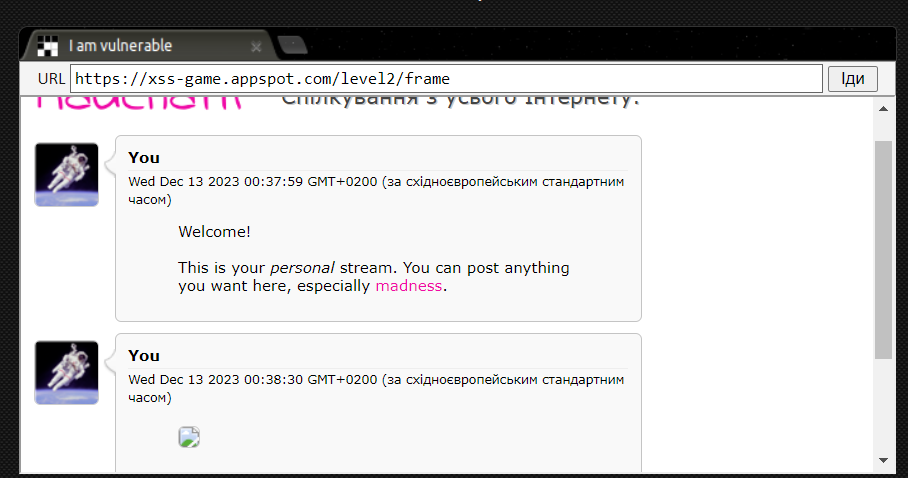 I am vulnerable
URL https://xss-game.appspot.com/level2/frame Іди
Спілкування з усього Інтернету.
You
Wed Dec 13 2023 00:37:59 GMT+0200 (за східноєвропейським стандартним
часом)
Welcome!
This is your personal stream. You can post anything
you want here, especially madness.
You
Wed Dec 13 2023 00:38:30 GMT+0200 (за східноєвропейським стандартним
часом)